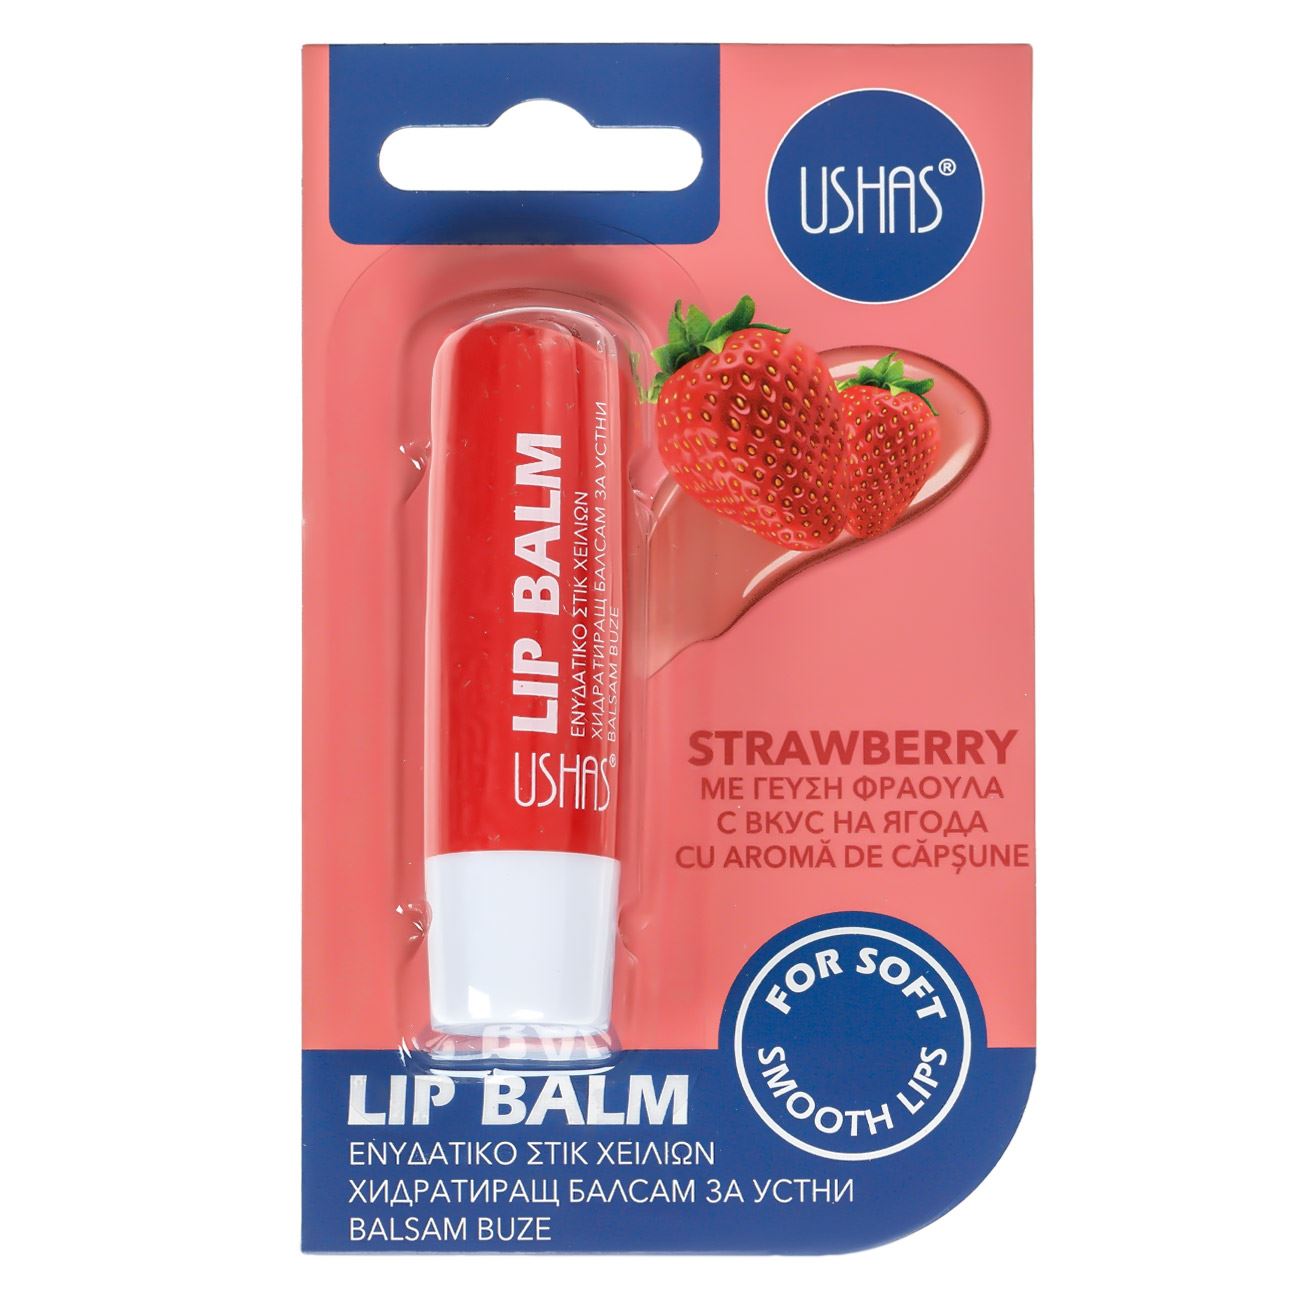 USHAS®
LIP BALM
ΕΝΥΔΑΤΙΚΟ ΣΤΙΚ ΧΕΙΛΙΩΝ
ХИДРАТИРАЩ БАЛСАМ ЗА УСТНИ
BALSAM BUZE
USHAS®
STRAWBERRY
ΜΕ ΓΕΥΣΗ ΦΡΑΟΥΛΑ
С ВКУС НА ЯГОДА
CU AROMĂ DE CĂPŞUNE
FOR SOFT
SMOOTH LIPS
LIP BALM
ΕΝΥΔΑΤΙΚΟ ΣΤΙΚ ΧΕΙΛΙΩΝ
ХИДРАТИРАЩ БАЛСАМ ЗА УСТНИ
BALSAM BUZE